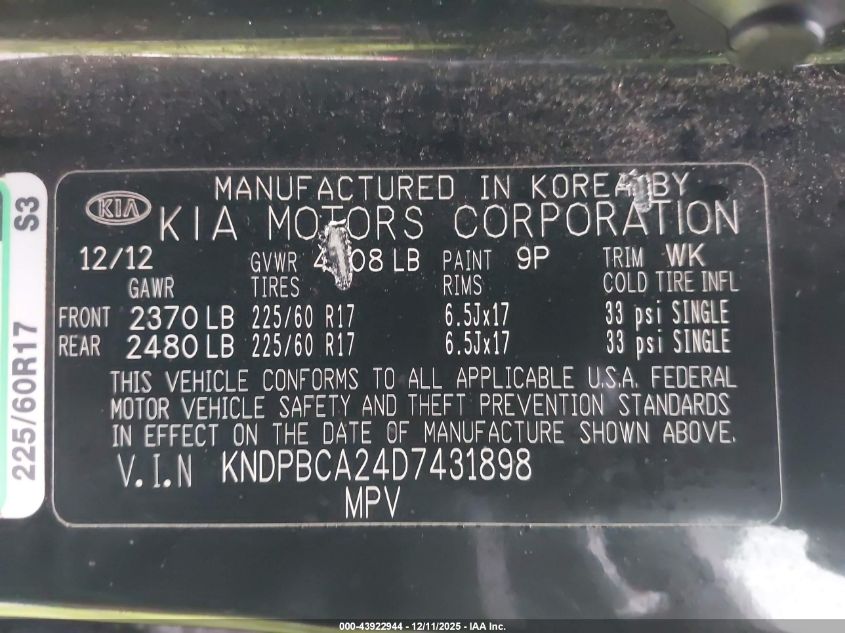 MANUFACTURED IN KOREA BY
KIA KIA MOTORS CORPORATION
12/12 GVWR LB PAINT 9P TRIM WK
GAWR TIRES RIMS COLD TIRE INFL
FRONT 2370 LB 225/60 R17 6.5Jx17 33 psi SINGLE
REAR 2480 LB 225/60 R17 6.5Jx17 33 psi SINGLE
THIS VEHICLE CONFORMS TO ALL APPLICABLE U.S.A. FEDERAL
MOTOR VEHICLE SAFETY AND THEFT PREVENTION STANDARDS
IN EFFECT ON THE DATE OF MANUFACTURE SHOWN ABOVE.
V.I.N KNDPBCA24D7431898
MPV
225/60R17 S3
000-43922944 - 12/11/2025 - IAA Inc.